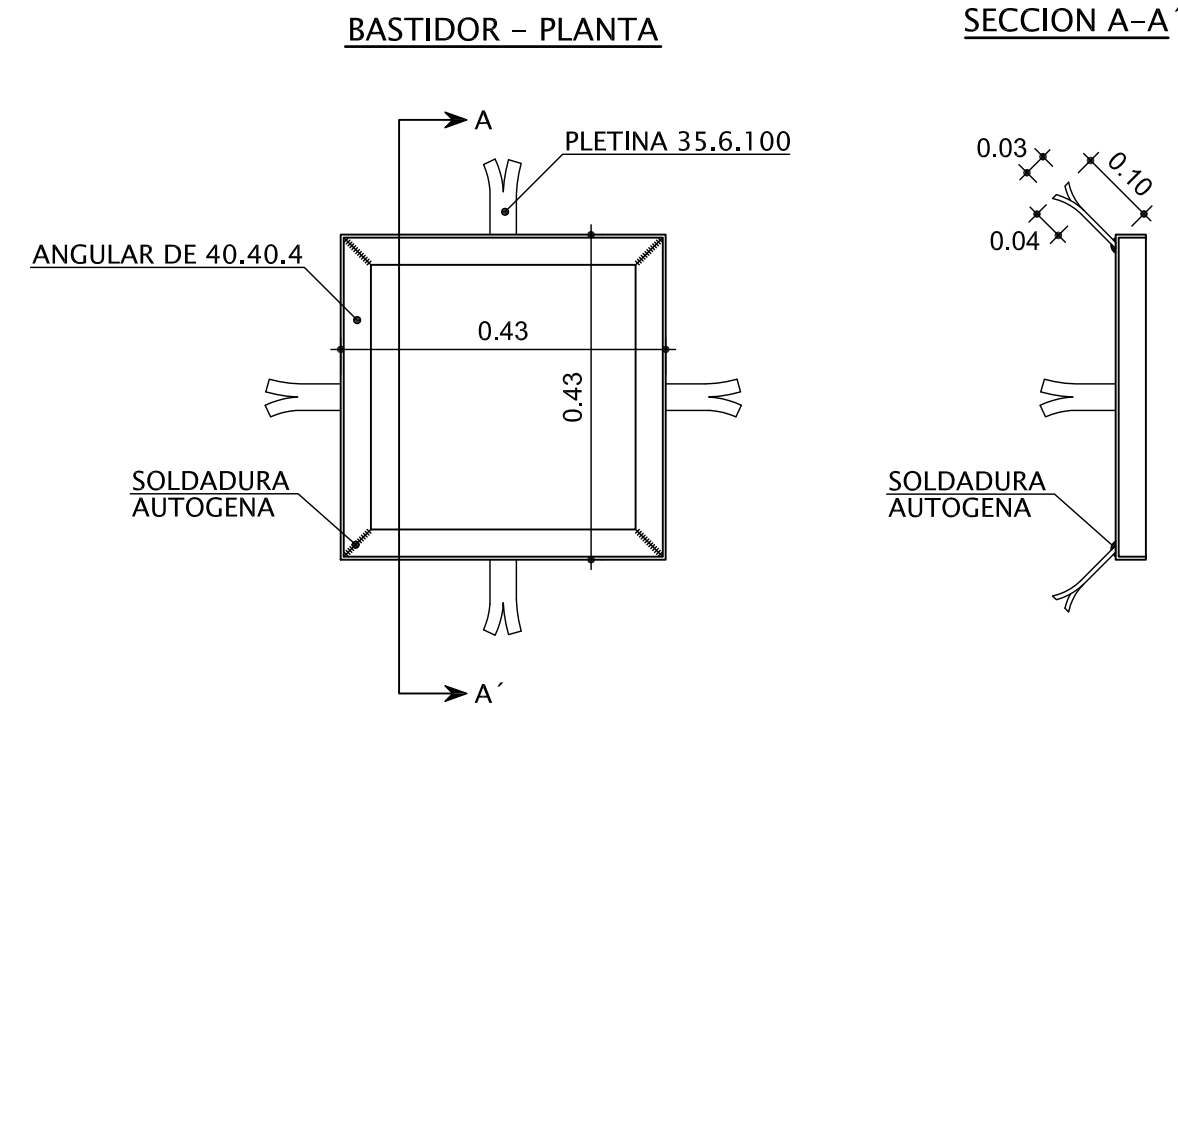 BASTIDOR - PLANTA
SECCION A-A´
A
PLETINA 35.6.100
0.03
0.10
0.04
ANGULAR DE 40.40.4
0.43
0.43
SOLDADURA
AUTOGENA
SOLDADURA
AUTOGENA
A´